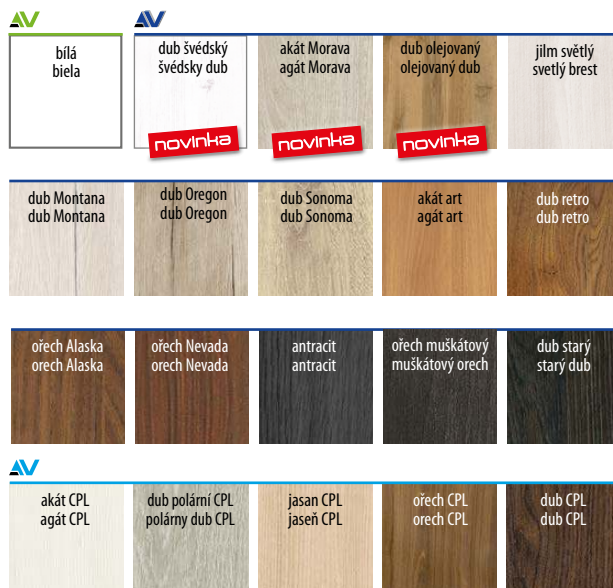 AV
AV
bílá
biela
dub švédský
švédsky dub
novinka
akát Morava
agát Morava
novinka
dub olejovaný
olejovaný dub
novinka
jilm světlý
svetlý brest
dub Montana
dub Montana
dub Oregon
dub Oregon
dub Sonoma
dub Sonoma
akát art
agát art
dub retro
dub retro
ořech Alaska
orech Alaska
ořech Nevada
orech Nevada
antracit
antracit
ořech muškátový
muškátový orech
dub starý
starý dub
AV
akát CPL
agát CPL
dub polární CPL
polárny dub CPL
jasan CPL
jaseň CPL
ořech CPL
orech CPL
dub CPL
dub CPL